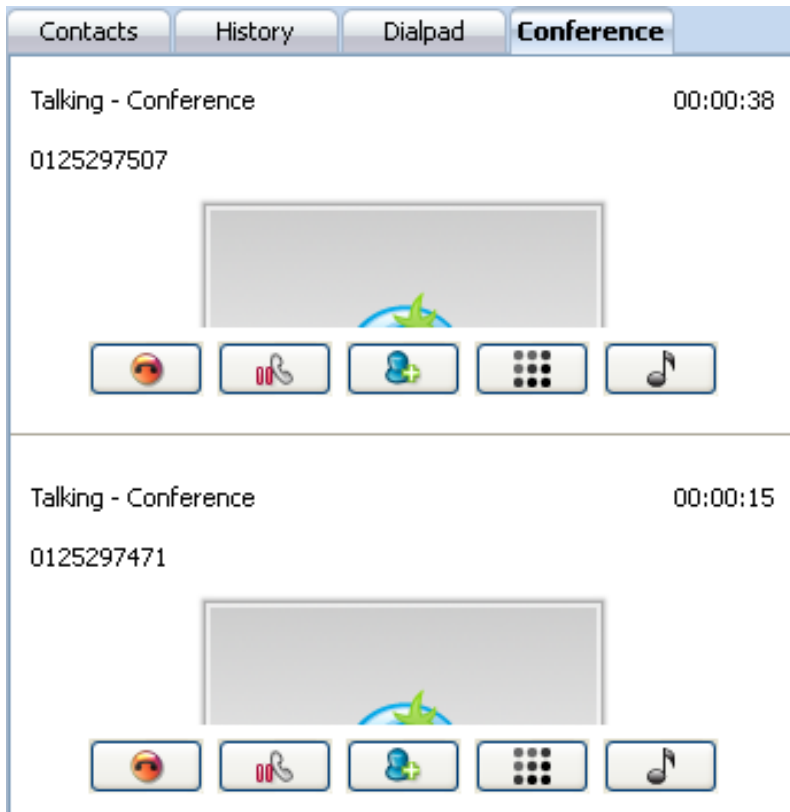 Contacts History Dialpad Conference
Talking - Conference 00:00:38
0125297507
Talking - Conference 00:00:15
0125297471